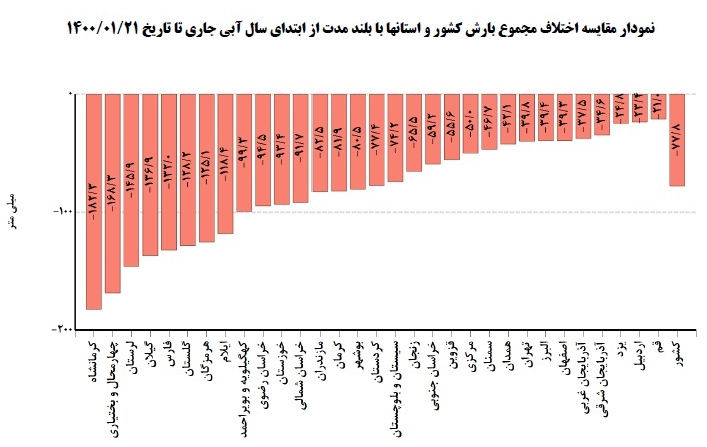 نمودار مقایسه اختلاف مجموع بارش کشور و استانها با بلند مدت از ابتدای سال آبی جاری تا تاریخ ۱۴۰۰/۰۱/۲۱
میلی متر
۰
-۱۰۰
-۲۰۰
-۱۸۲/۳
-۱۶۸/۳
-۱۴۵/۹
-۱۳۶/۹
-۱۳۲/۰
-۱۲۸/۲
-۱۲۵/۱
-۱۱۸/۴
-۹۹/۳
-۹۴/۵
-۹۳/۴
-۹۱/۷
-۸۲/۵
-۸۱/۹
-۸۰/۵
-۷۷/۴
-۷۴/۲
-۶۵/۵
-۵۹/۲
-۵۵/۶
-۵۰/۰
-۴۶/۷
-۴۲/۱
-۳۹/۸
-۳۹/۴
-۳۹/۳
-۳۷/۵
-۳۴/۶
-۲۴/۸
-۲۳/۴
-۲۱/۰
-۷۷/۸
کرمانشاه
چهارمحال و بختیاری
لرستان
گیلان
فارس
گلستان
هرمزگان
ایلام
کهگیلویه و بویراحمد
خراسان رضوی
خوزستان
خراسان شمالی
مازندران
کرمان
بوشهر
کردستان
سیستان و بلوچستان
زنجان
خراسان جنوبی
قزوین
مرکزی
سمنان
همدان
تهران
البرز
اصفهان
آذربایجان غربی
آذربایجان شرقی
یزد
اردبیل
قم
کشور